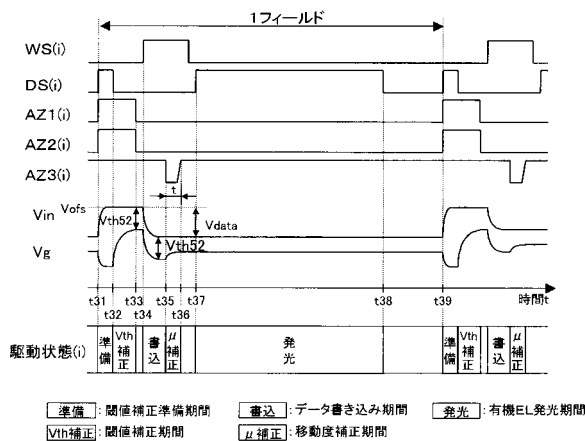 1フィールド
WS(i)
DS(i)
AZ1(i)
AZ2(i)
AZ3(i)
t
Vin Vofs
Vth52
Vdata
Vth52
Vg
t31 t33 t35 t37 t38 t39 時間t
t32 t34 t36
駆動状態(i) 準備 Vth補正 書込 μ補正 発光 準備 Vth補正 書込 μ補正
準備:閾値補正準備期間 書込:データ書き込み期間 発光:有機EL発光期間
Vth補正:閾値補正期間 μ補正:移動度補正期間